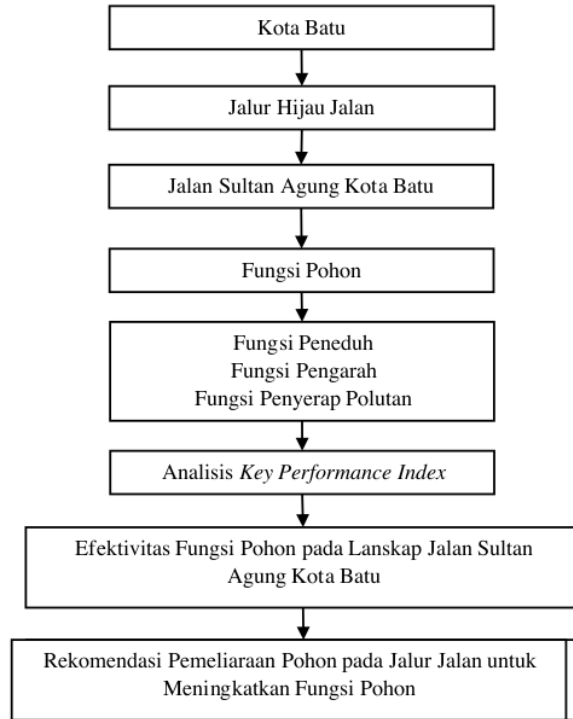 Kota Batu
Jalur Hijau Jalan
Jalan Sultan Agung Kota Batu
Fungsi Pohon
Fungsi Peneduh
Fungsi Pengarah
Fungsi Penyerap Polutan
Analisis Key Performance Index
Efektivitas Fungsi Pohon pada Lanskap Jalan Sultan
Agung Kota Batu
Rekomendasi Pemeliaraan Pohon pada Jalur Jalan untuk
Meningkatkan Fungsi Pohon